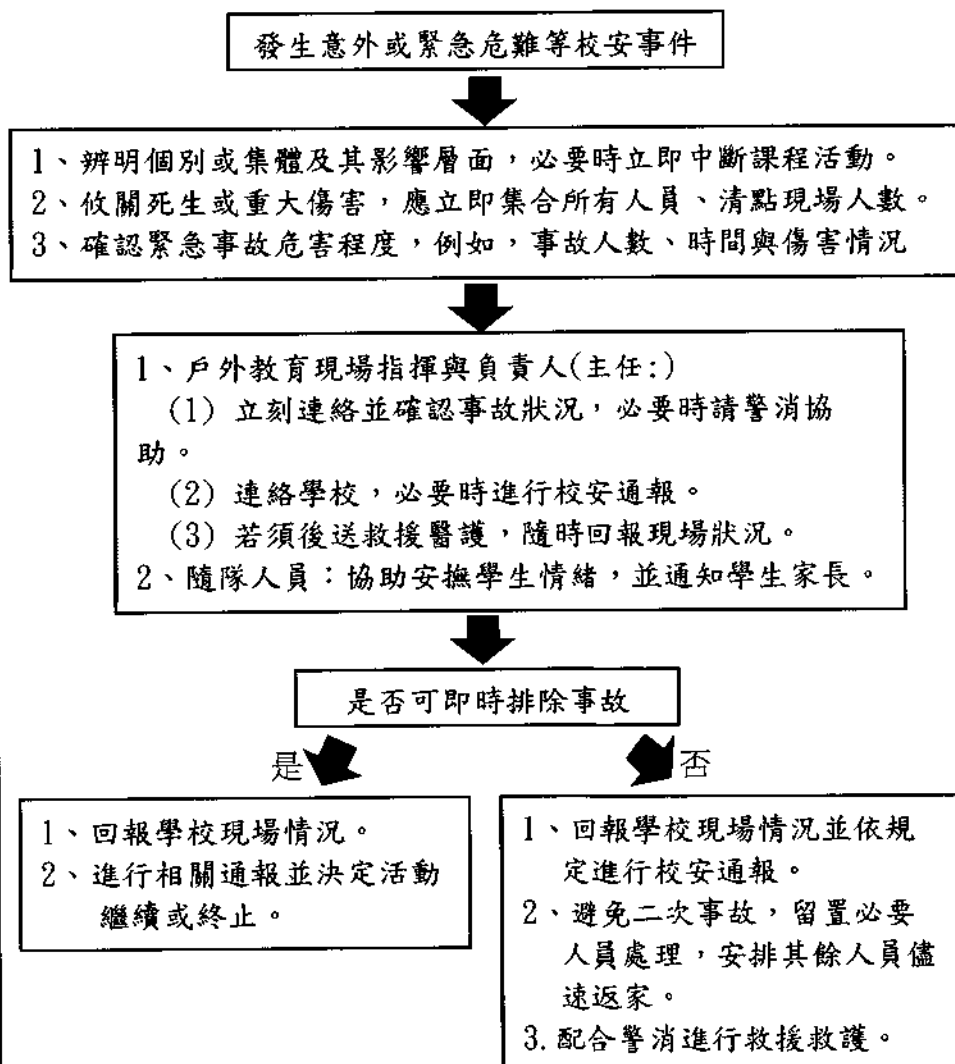 發生意外或緊急危難等校安事件
1、辨明個別或集體及其影響層面，必要時立即中斷課程活動。
2、攸關死生或重大傷害，應立即集合所有人員、清點現場人數。
3、確認緊急事故危害程度，例如，事故人數、時間與傷害情況
1、戶外教育現場指揮與負責人(主任:)
(1) 立刻連絡並確認事故狀況，必要時請警消協
助。
(2) 連絡學校，必要時進行校安通報。
(3) 若須後送救援醫護，隨時回報現場狀況。
2、隨隊人員：協助安撫學生情緒，並通知學生家長。
是否可即時排除事故
是
否
1、回報學校現場情況。
2、進行相關通報並決定活動
繼續或終止。
1、回報學校現場情況並依規
定進行校安通報。
2、避免二次事故，留置必要
人員處理，安排其餘人員儘
速返家。
3.配合警消進行救援救護。